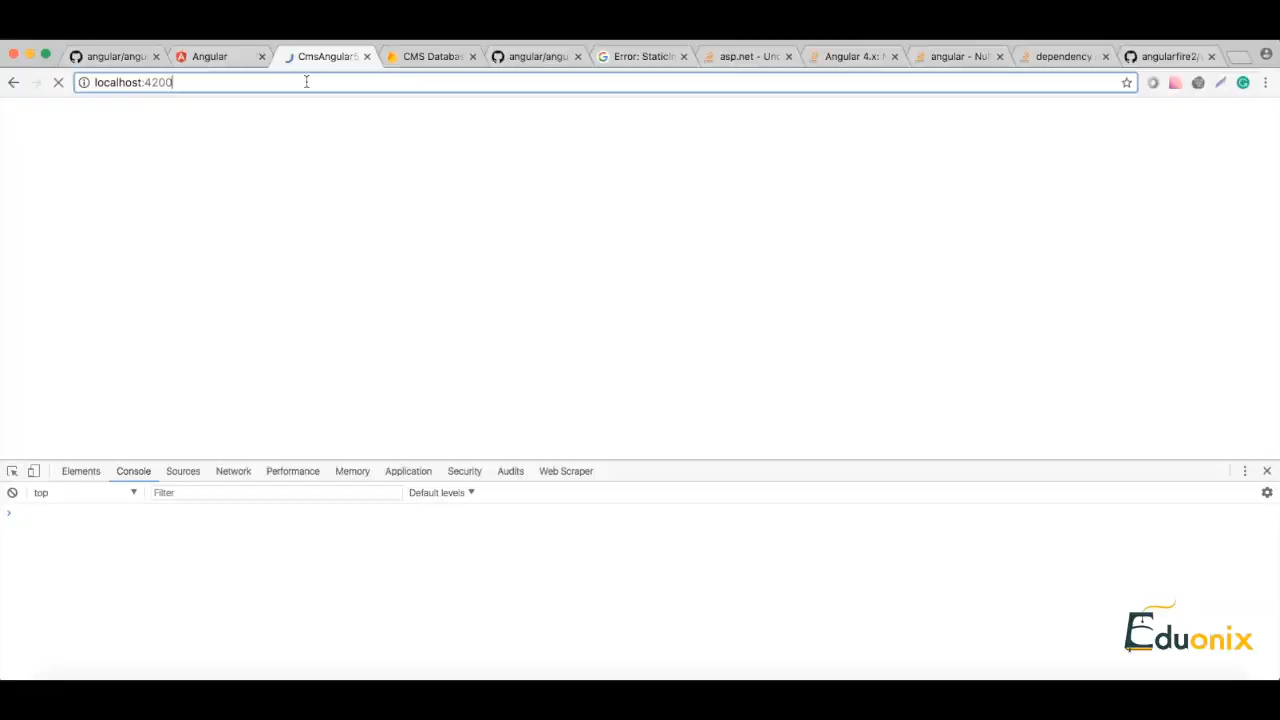 angular/angu
Angular
CmsAngular5
CMS Databas
angular/angu
Error: StaticIn
asp.net - Unc
Angular 4.x:
angular - Nul
dependency
angularfire2/
localhost:4200
Elements
Console
Sources
Network
Performance
Memory
Application
Security
Audits
Web Scraper
top
Filter
Default levels
Eduonix